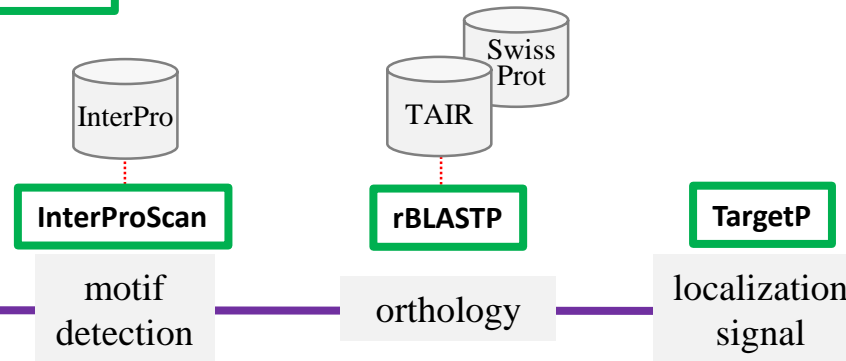 Swiss
Prot
InterPro
TAIR
InterProScan
rBLASTP
TargetP
motif
detection
orthology
localization
signal